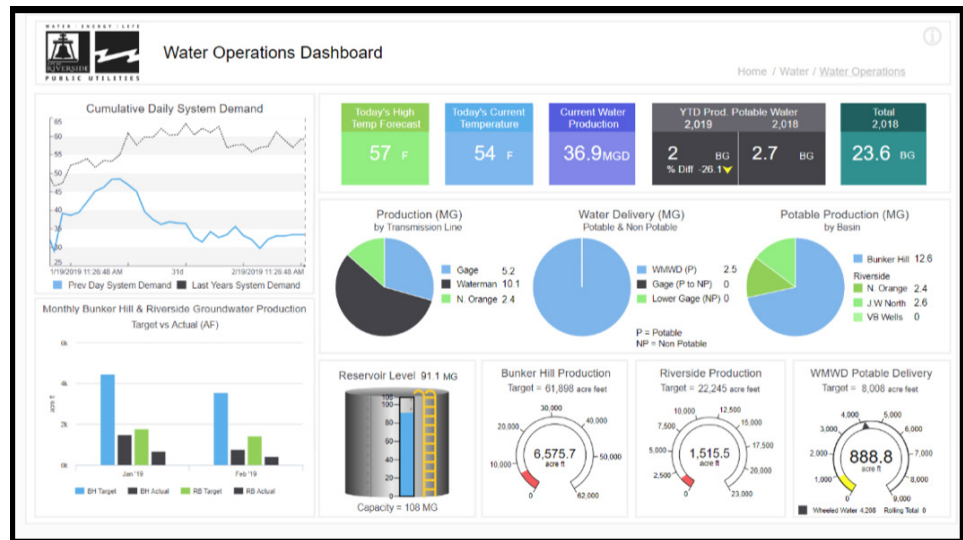 WATER | ENERGY | LIFE
RIVERSIDE
PUBLIC UTILITIES
Water Operations Dashboard
Home / Water / Water Operations
Cumulative Daily System Demand
65
60
55
50
45
40
35
30
25
1/19/2019 11:26:48 AM 31d 2/19/2019 11:26:48 AM
Prev Day System Demand Last Years System Demand
Today's High
Temp Forecast
57 F
Today's Current
Temperature
54 F
Current Water
Production
36.9MGD
YTD Prod. Potable Water
2,019 2,018
2 BG 2.7 BG
% Diff -26.1
Total
2,018
23.6 BG
Production (MG)
by Transmission Line
Gage 5.2
Waterman 10.1
N. Orange 2.4
Water Delivery (MG)
Potable & Non Potable
WMWD (P) 2.5
Gage (P to NP) 0
Lower Gage (NP) 0
P = Potable
NP = Non Potable
Potable Production (MG)
by Basin
Bunker Hill 12.6
Riverside
N. Orange 2.4
J W North 2.6
VB Wells 0
Monthly Bunker Hill & Riverside Groundwater Production
Target vs Actual (AF)
acre ft
6k
4k
2k
0k
Jan '19 Feb '19
BH Target BH Actual RB Target RB Actual
Reservoir Level 91.1 MG
108
100
80
60
40
20
0
Capacity = 108 MG
Bunker Hill Production
Target = 61,898 acre feet
30,000
20,000 40,000
10,000 50,000
6,575.7
acre ft
0 62,000
Riverside Production
Target = 22,245 acre feet
10,000 12,500
7,500 15,000
5,000 17,500
2,500 20,000
1,515.5
acre ft
0 23,000
WMWD Potable Delivery
Target = 8,008 acre feet
4,000 5,000
3,000 6,000
2,000 7,000
1,000 8,000
888.8
acre ft
0 9,000
Wheeled Water 4.208 Rolling Total 0